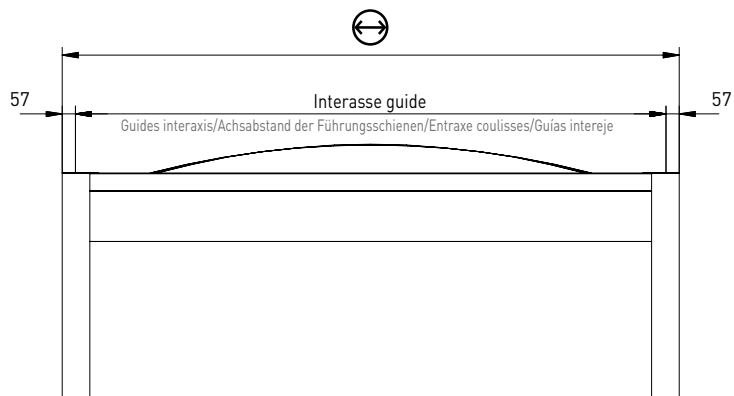 57
Interasse guide
57
Guides interaxis/Achsabstand der Führungsschienen/Entraxe coulisses/Guías intereje